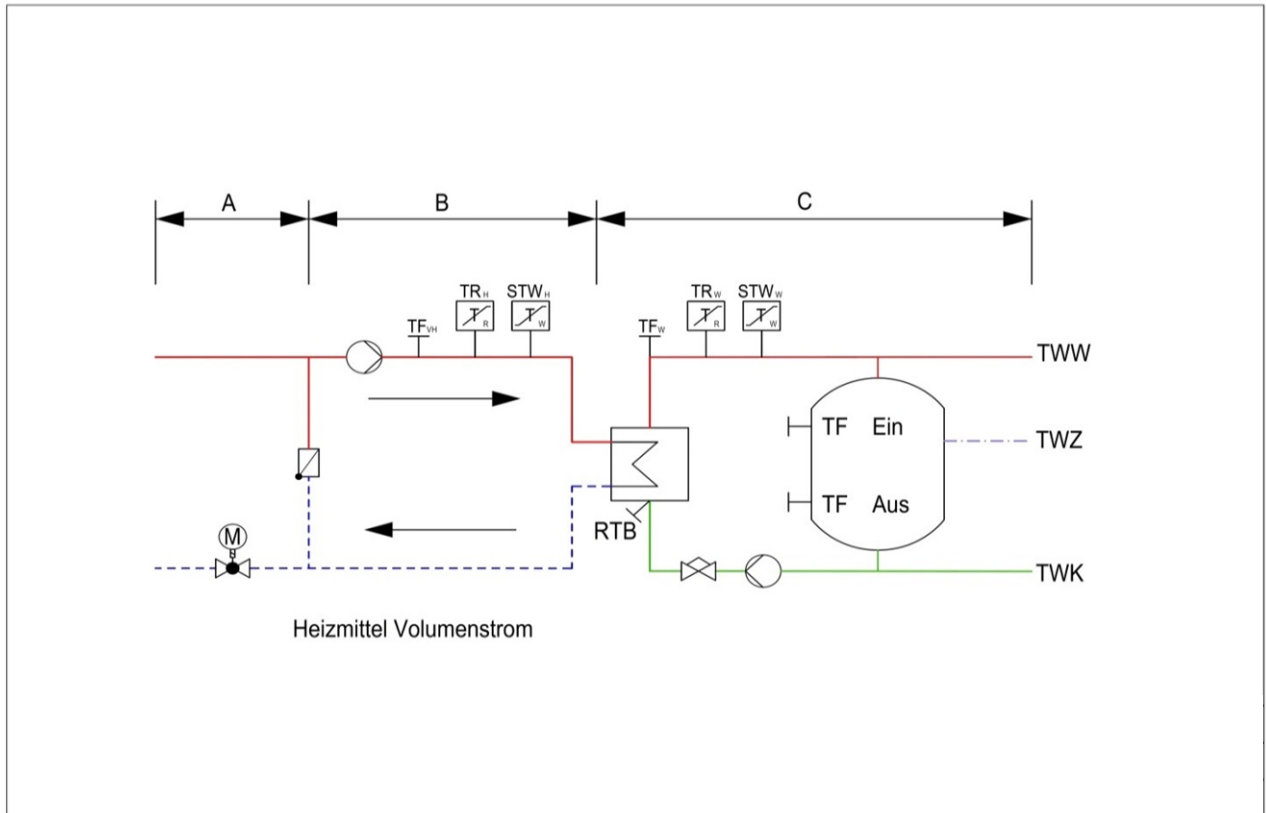 A B C
TRH STWH TRW STWW
TFVH TFW
T R T W T R T W
TWW
TF Ein
TWZ
TF Aus
RTB
M
TWK
Heizmittel Volumenstrom